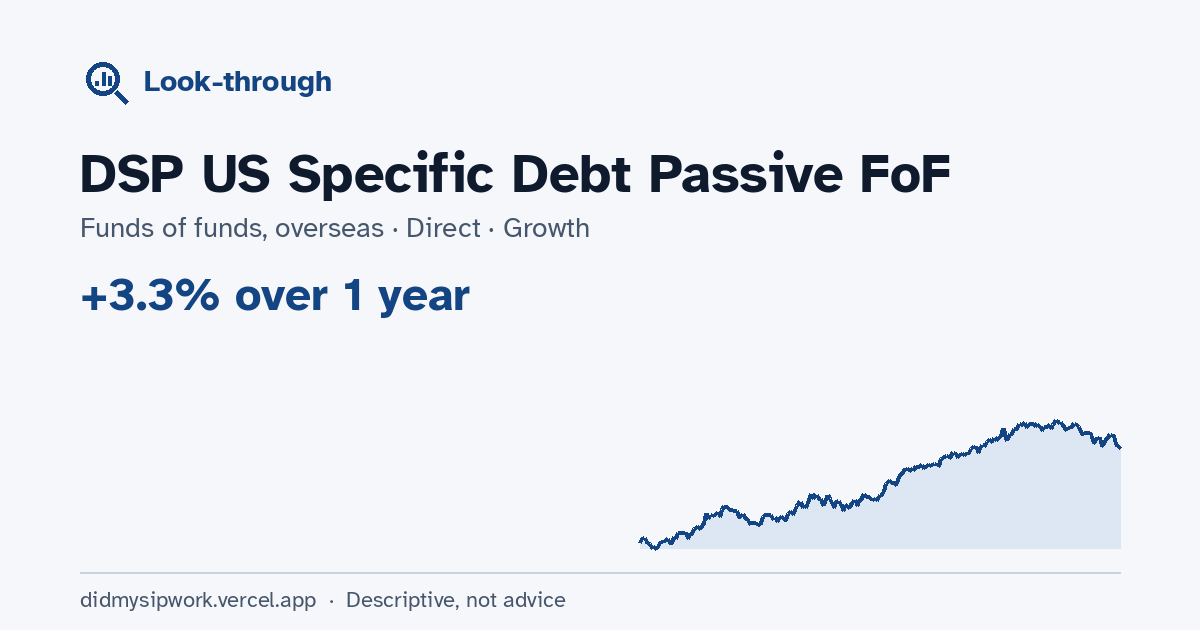 Look-through
DSP US Specific Debt Passive FoF
Funds of funds, overseas · Direct · Growth
+3.3% over 1 year
didmysipwork.vercel.app · Descriptive, not advice